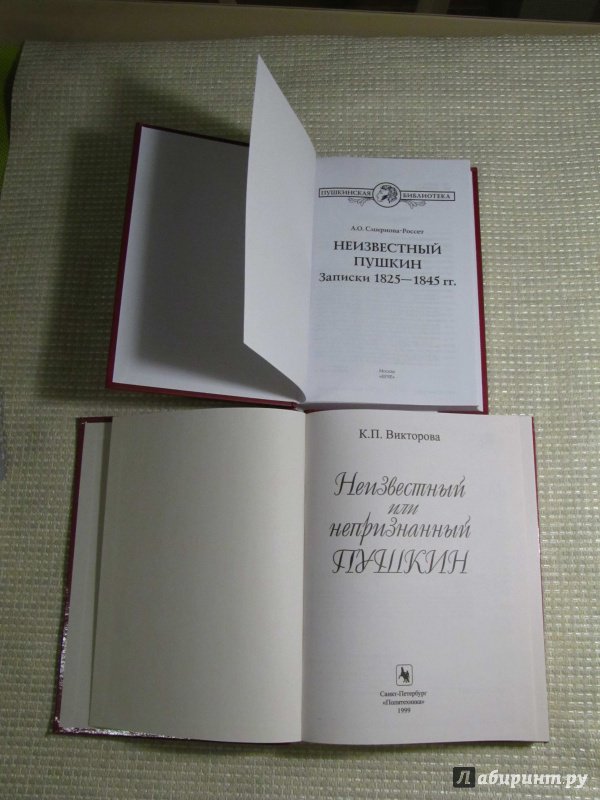 ПУШКИНСКАЯ БИБЛИОТЕКА
А.О. Смирнова-Россет
НЕИЗВЕСТНЫЙ
ПУШКИН
Записки 1825—1845 гг.
Москва
«ВЕЧЕ»
К.П. Викторова
Неизвестный
или
непризнанный
ПУШКИН
Санкт-Петербург
«Политехника»
1999
Лабиринт.ру